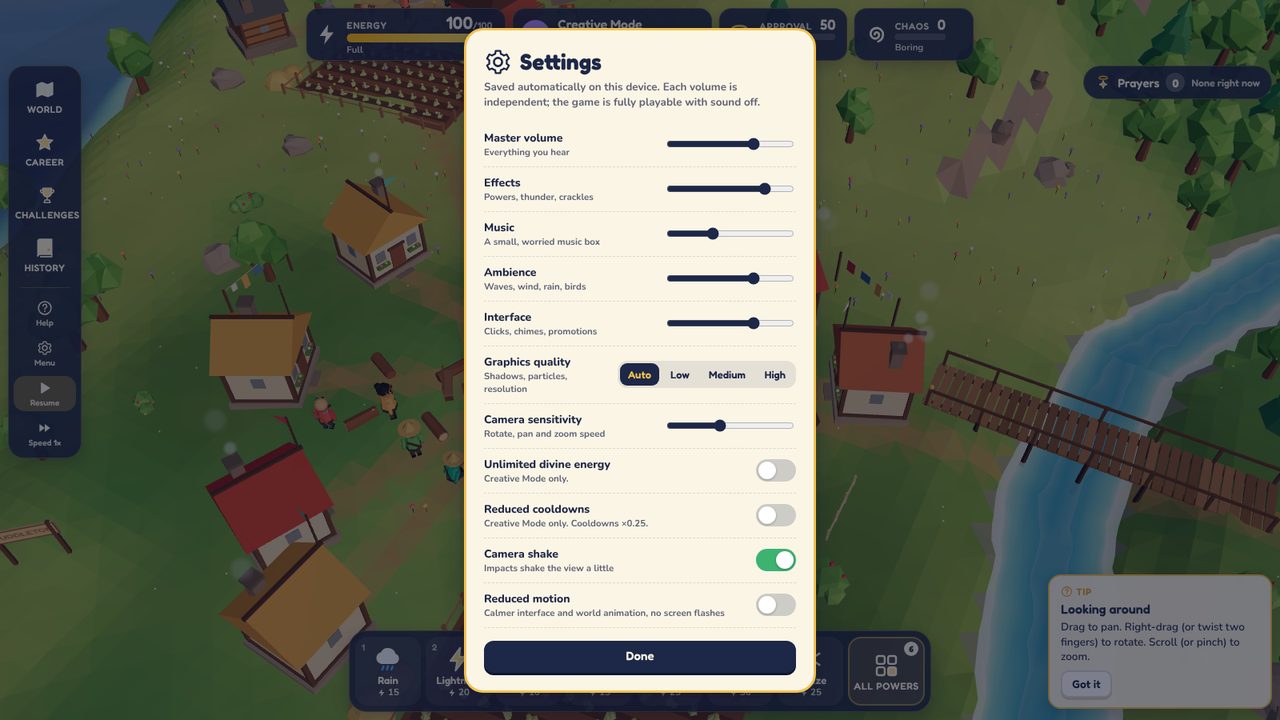 ENERGY
100/100
Full
Creative Mode
APPROVAL 50
CHAOS 0
Boring
Prayers 0 None right now
WORLD
CAREER
CHALLENGES
HISTORY
Help
Menu
Resume
Speed 1x
Settings
Saved automatically on this device. Each volume is
independent; the game is fully playable with sound off.
Master volume
Everything you hear
Effects
Powers, thunder, crackles
Music
A small, worried music box
Ambience
Waves, wind, rain, birds
Interface
Clicks, chimes, promotions
Graphics quality
Shadows, particles,
resolution
Auto Low Medium High
Camera sensitivity
Rotate, pan and zoom speed
Unlimited divine energy
Creative Mode only.
Reduced cooldowns
Creative Mode only. Cooldowns ×0.25.
Camera shake
Impacts shake the view a little
Reduced motion
Calmer interface and world animation, no screen flashes
Done
1
Rain
15
2
20
25
6
ALL POWERS
TIP
Looking around
Drag to pan. Right-drag (or twist two
fingers) to rotate. Scroll (or pinch) to
zoom.
Got it